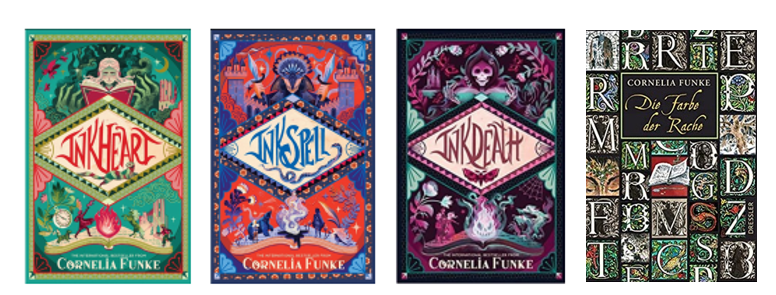 INKHEART
THE INTERNATIONAL BESTSELLER FROM
CORNELIA FUNKE
INKSPELL
THE INTERNATIONAL BESTSELLER FROM
CORNELIA FUNKE
INKDEATH
THE INTERNATIONAL BESTSELLER FROM
CORNELIA FUNKE
CORNELIA FUNKE
Die Farbe
der Rache
DRESSLER